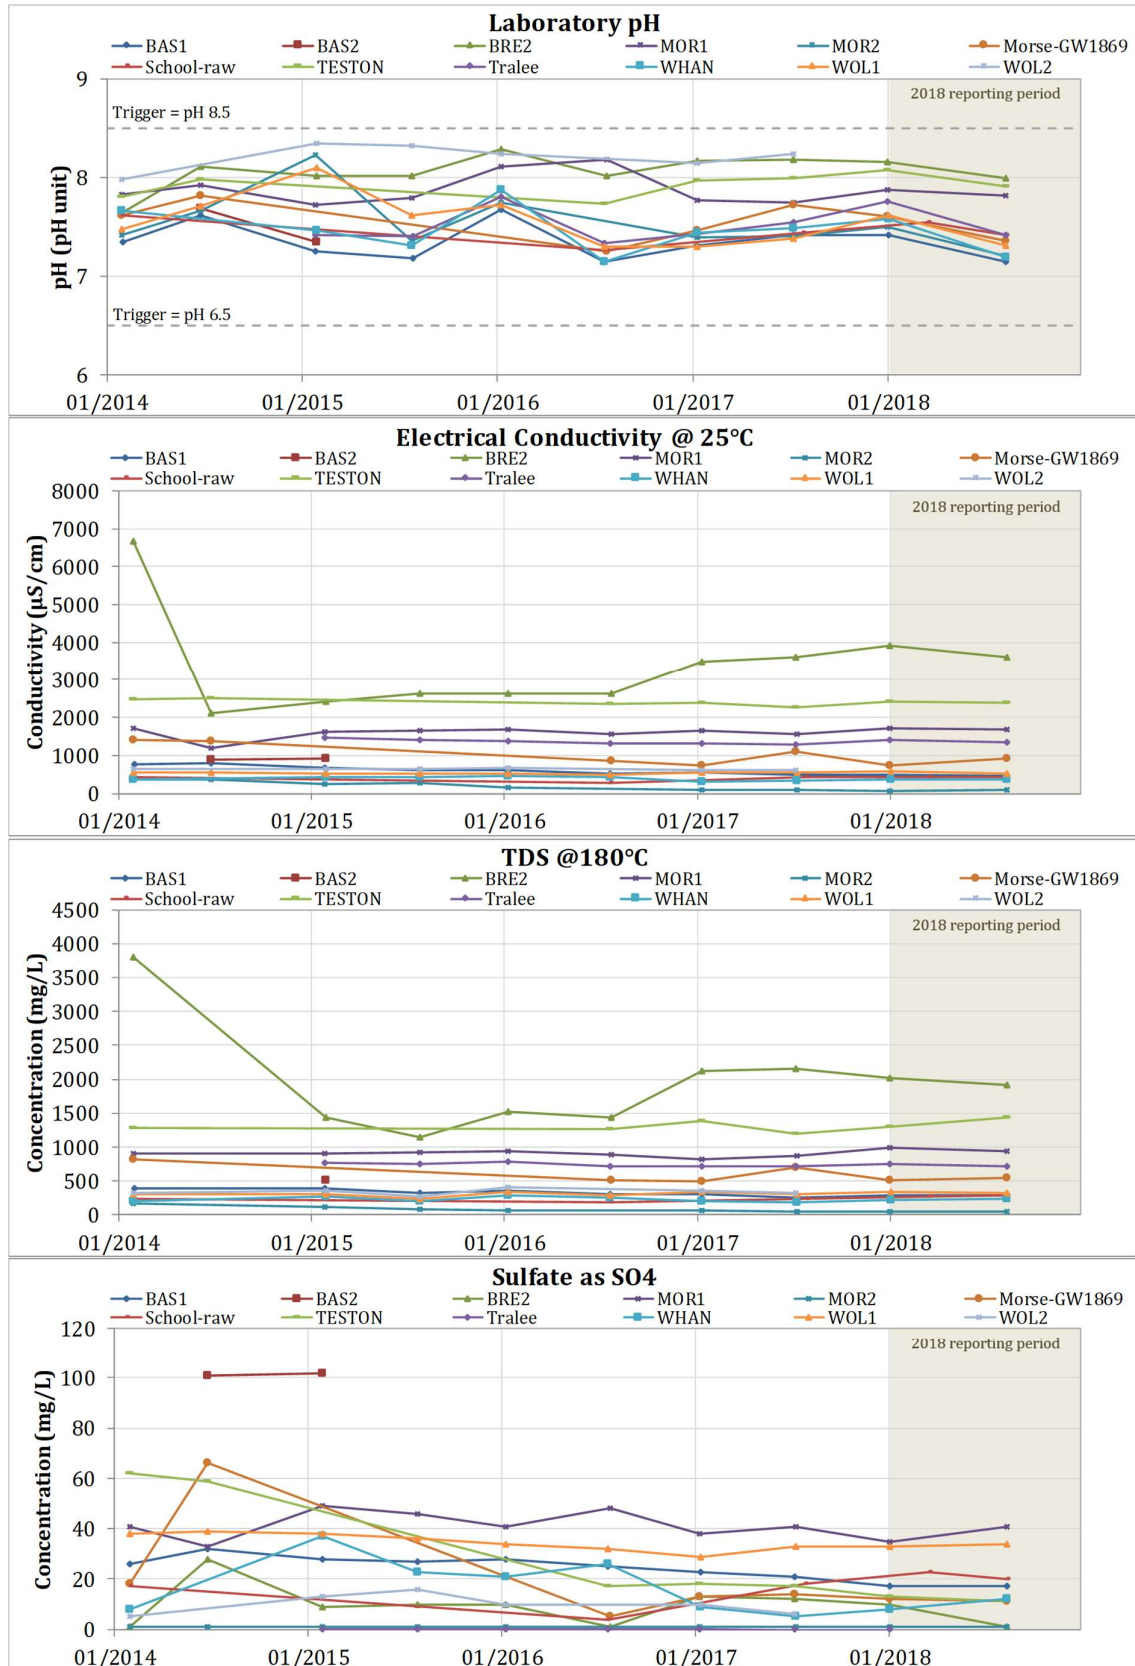 Laboratory pH
BAS1 BAS2 BRE2 MOR1 MOR2 Morse-GW1869
School-raw TESTON Tralee WHAN WOL1 WOL2
9
2018 reporting period
Trigger = pH 8.5
8
pH (pH unit)
7
Trigger = pH 6.5
6
01/2014 01/2015 01/2016 01/2017 01/2018
Electrical Conductivity @ 25°C
BAS1 BAS2 BRE2 MOR1 MOR2 Morse-GW1869
School-raw TESTON Tralee WHAN WOL1 WOL2
8000
2018 reporting period
7000
6000
5000
Conductivity (µS/cm)
4000
3000
2000
1000
0
01/2014 01/2015 01/2016 01/2017 01/2018
TDS @180°C
BAS1 BAS2 BRE2 MOR1 MOR2 Morse-GW1869
School-raw TESTON Tralee WHAN WOL1 WOL2
4500
2018 reporting period
4000
3500
3000
2500
Concentration (mg/L)
2000
1500
1000
500
0
01/2014 01/2015 01/2016 01/2017 01/2018
Sulfate as SO4
BAS1 BAS2 BRE2 MOR1 MOR2 Morse-GW1869
School-raw TESTON Tralee WHAN WOL1 WOL2
120
2018 reporting period
100
80
Concentration (mg/L)
60
40
20
0
01/2014 01/2015 01/2016 01/2017 01/2018